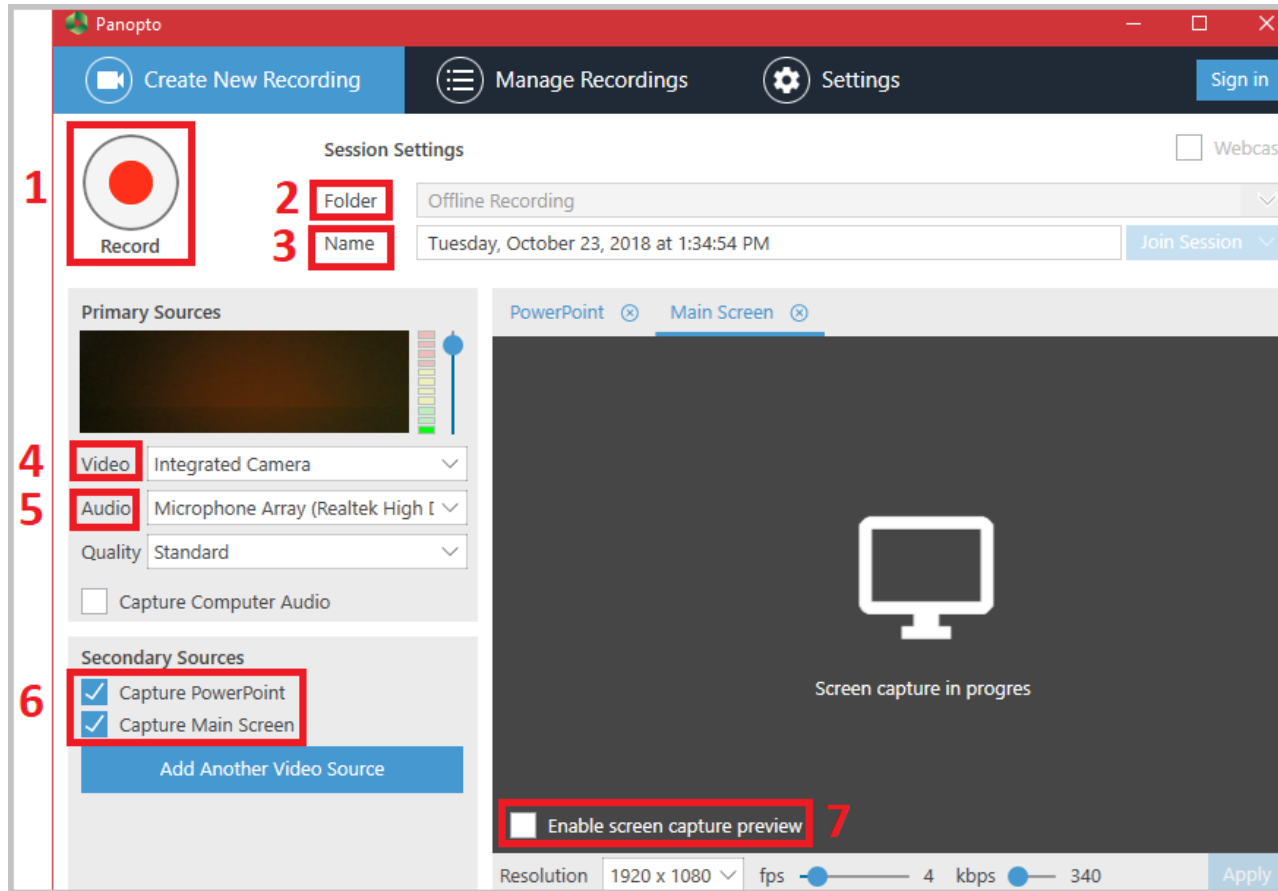 Panopto
Create New Recording Manage Recordings Settings Sign in
Session Settings Webcas
1 2 Folder Offline Recording
Record 3 Name Tuesday, October 23, 2018 at 1:34:54 PM Join Session
Primary Sources PowerPoint Main Screen
4 Video Integrated Camera
5 Audio Microphone Array (Realtek High D
Quality Standard
Capture Computer Audio
Secondary Sources
6 Capture PowerPoint Screen capture in progres
Capture Main Screen
Add Another Video Source
Enable screen capture preview 7
Resolution 1920 x 1080 fps 4 kbps 340 Apply